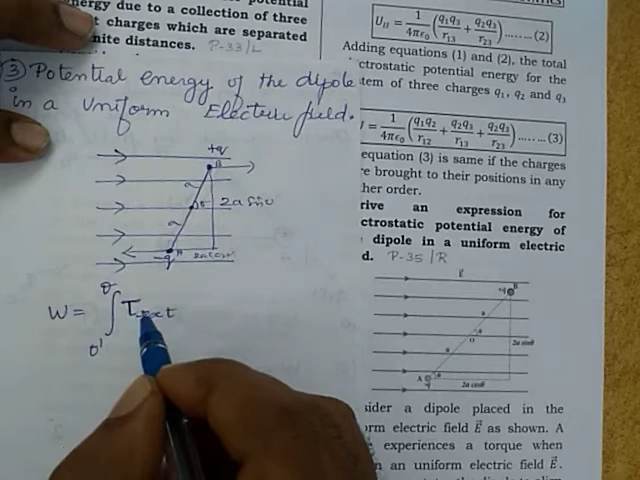 nergy due to a collection of three
t charges which are separated
nite distances. P-33/L
③ Potential energy of the dipole
in a Uniform Electric field.
+q
B
a
θ
2a sinθ
a
-q
A
2a cosθ
W = ∫ τext
θ
θ'
U_II = 1/4πε₀ (q₁q₃/r₁₃ + q₂q₃/r₂₃) ......(2)
Adding equations (1) and (2), the total
ctrostatic potential energy for the
tem of three charges q₁, q₂ and q₃
= 1/4πε₀ (q₁q₂/r₁₂ + q₂q₃/r₁₃ + q₂q₃/r₂₃) ......(3)
equation (3) is same if the charges
e brought to their positions in any
her order.
rive an expression for
ctrostatic potential energy of
dipole in a uniform electric
d. P-35/R
E
+q
B
a
O
θ
2a sinθ
a
A
-q
θ
2a cosθ
sider a dipole placed in the
orm electric field E⃗ as shown. A
experiences a torque when
n an uniform electric field E⃗.